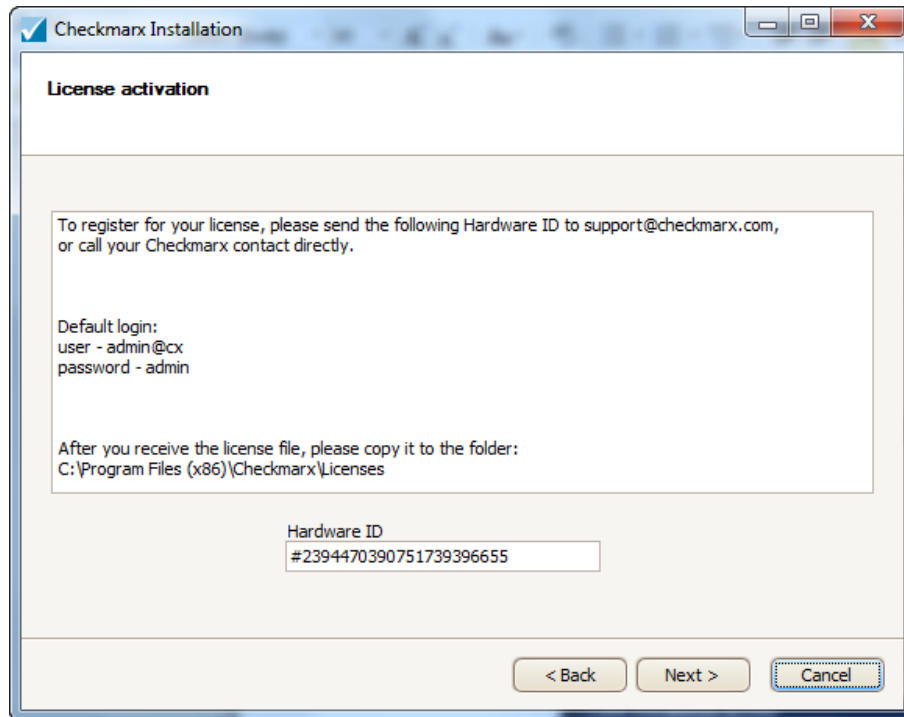 Checkmarx Installation
License activation
To register for your license, please send the following Hardware ID to support@checkmarx.com,
or call your Checkmarx contact directly.
Default login:
user - admin@cx
password - admin
After you receive the license file, please copy it to the folder:
C:\Program Files (x86)\Checkmarx\Licenses
Hardware ID
#2394470390751739396655
< Back
Next >
Cancel